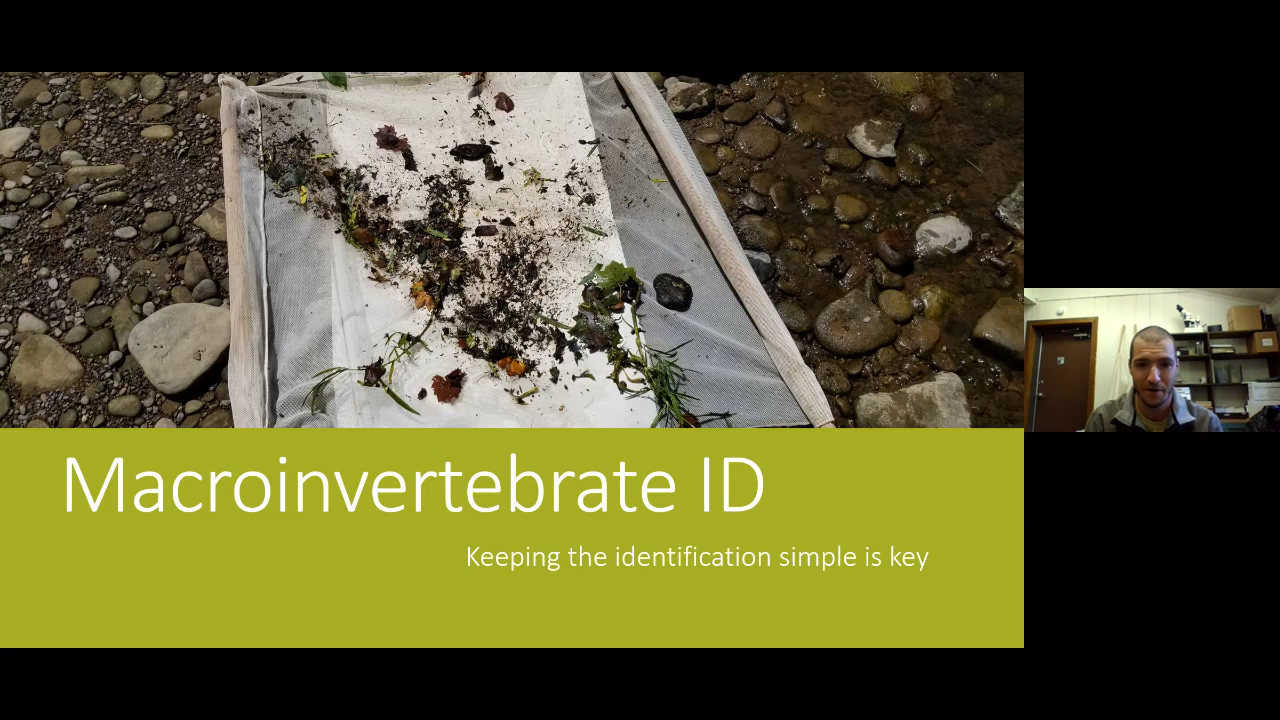 Macroinvertebrate ID
Keeping the identification simple is key